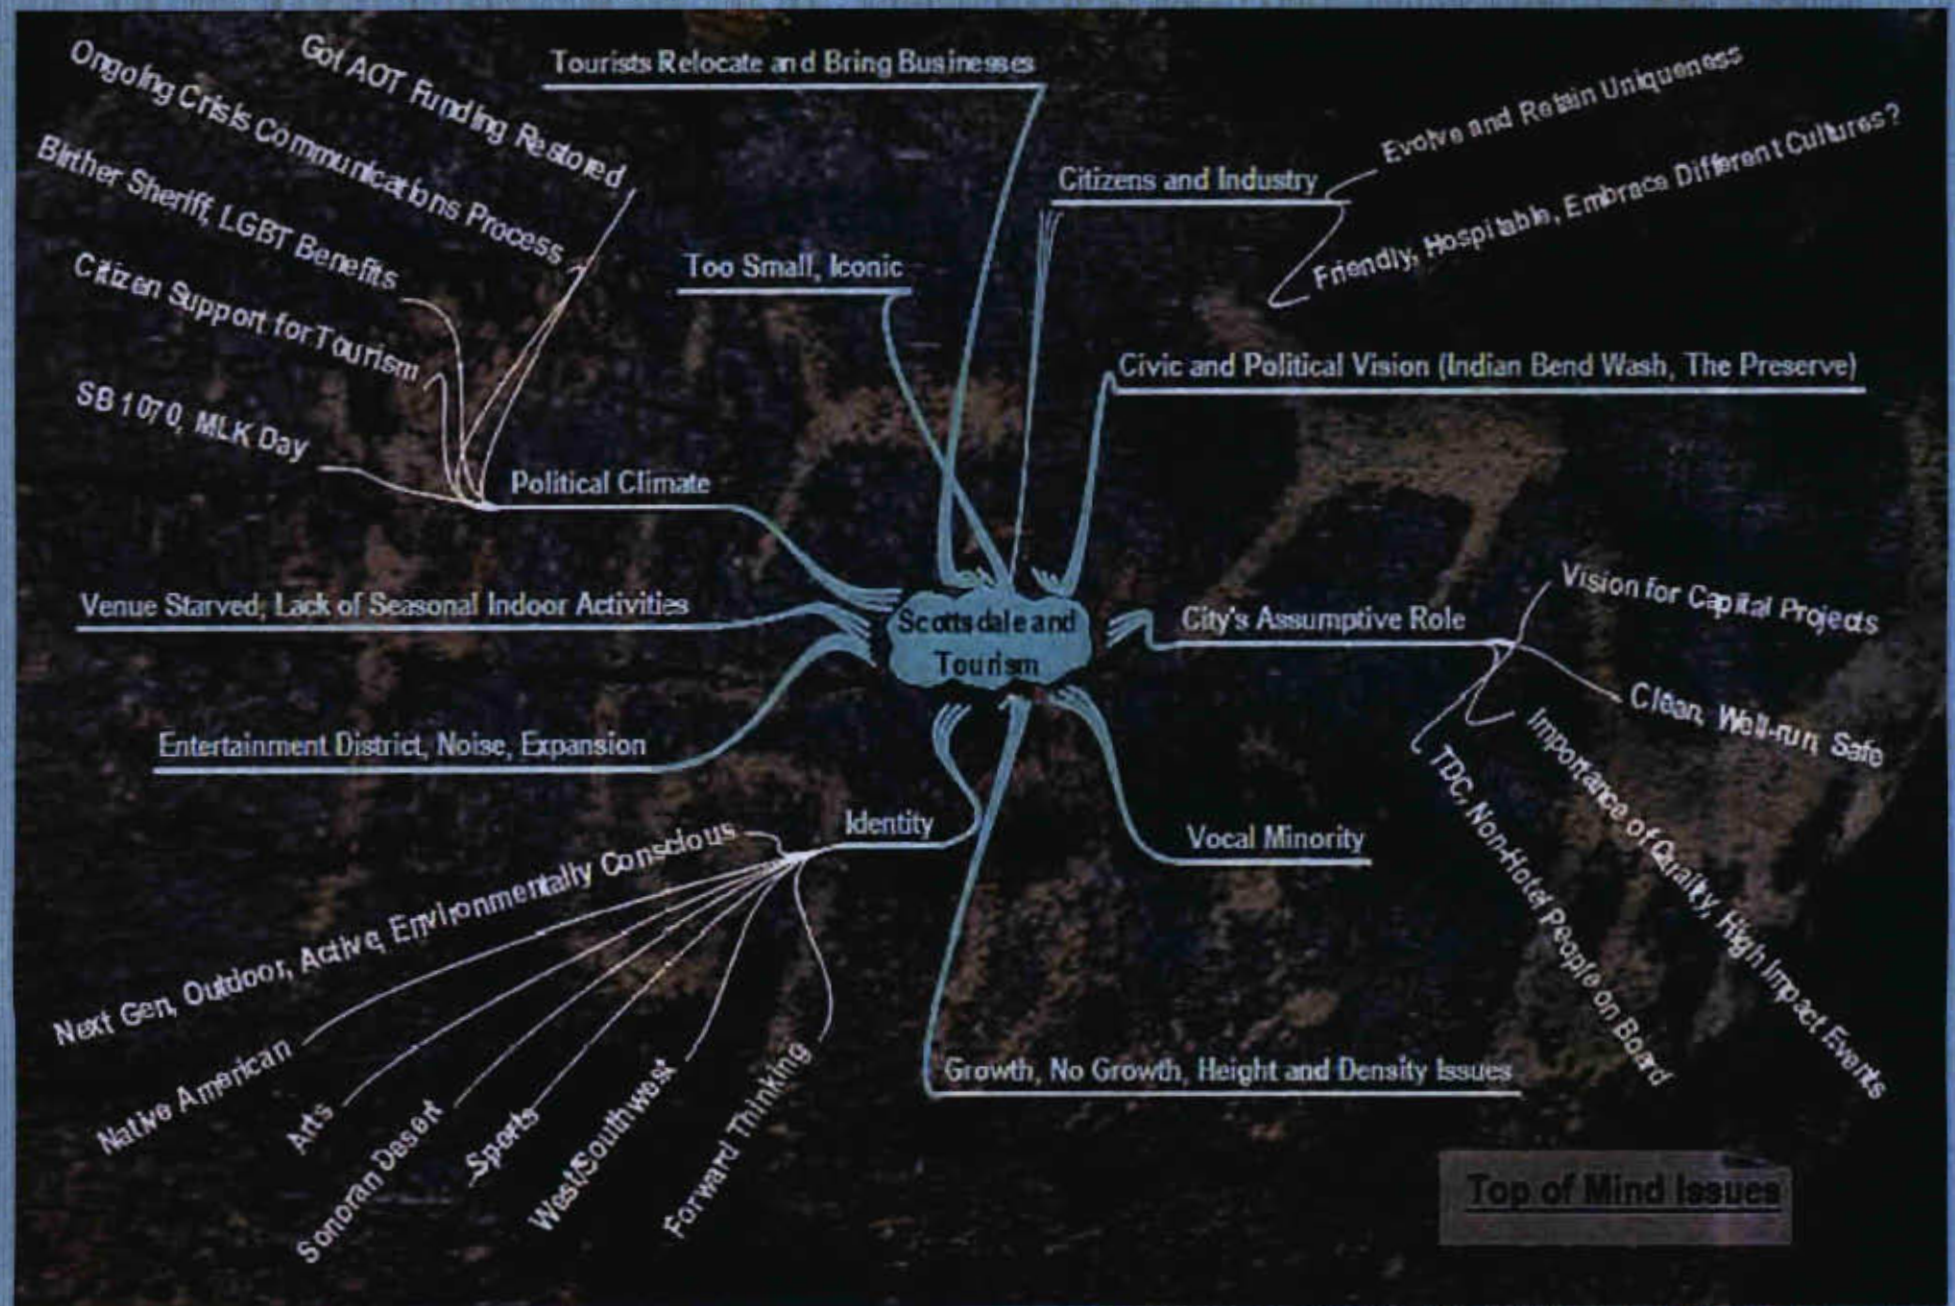 Got AOT Funding Restored
Ongoing Crisis Communications Process
Birther Sheriff, LGBT Benefits
Citizen Support for Tourism
SB 1070, MLK Day
Political Climate
Tourists Relocate and Bring Businesses
Too Small, Iconic
Citizens and Industry
Evolve and Retain Uniqueness
Friendly, Hospitable, Embrace Different Cultures?
Civic and Political Vision (Indian Bend Wash, The Preserve)
Venue Starved, Lack of Seasonal Indoor Activities
Scottsdale and
Tourism
City's Assumptive Role
Vision for Capital Projects
Clean, Well-run, Safe
Importance of Quality, High Impact Events
TDC, Non-Hotel People on Board
Entertainment District, Noise, Expansion
Identity
Next Gen, Outdoor, Active, Environmentally Conscious
Native American
Arts
Sonoran Desert
Sports
West/Southwest
Forward Thinking
Vocal Minority
Growth, No Growth, Height and Density Issues
Top of Mind Issues